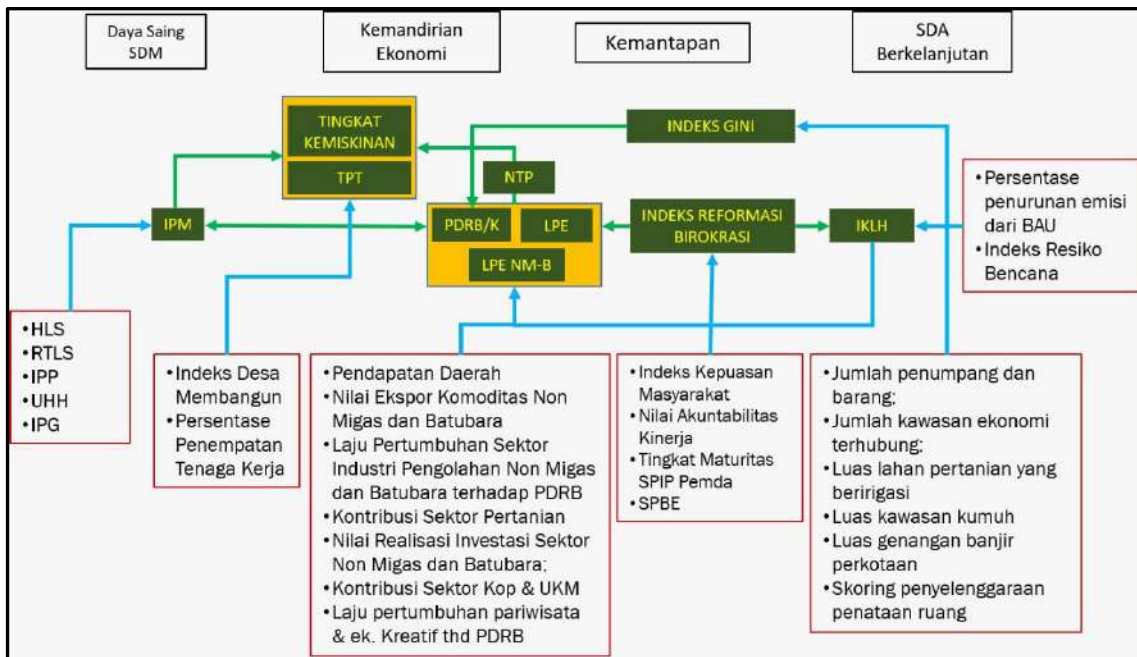 Daya Saing
SDM
Kemandirian
Ekonomi
Kemantapan
SDA
Berkelanjutan
TINGKAT
KEMISKINAN
TPT
INDEKS GINI
NTP
IPM
PDRB/K
LPE
LPE NM-B
INDEKS REFORMASI
BIROKRASI
IKLH
•Persentase
penurunan emisi
dari BAU
•Indeks Resiko
Bencana
•HLS
•RTLS
•IPP
•UHH
•IPG
•Indeks Desa
Membangun
•Persentase
Penempatan
Tenaga Kerja
•Pendapatan Daerah
•Nilai Ekspor Komoditas Non
Migas dan Batubara
•Laju Pertumbuhan Sektor
Industri Pengolahan Non Migas
dan Batubara terhadap PDRB
•Kontribusi Sektor Pertanian
•Nilai Realisasi Investasi Sektor
Non Migas dan Batubara;
•Kontribusi Sektor Kop & UKM
•Laju pertumbuhan pariwisata
& ek. Kreatif thd PDRB
•Indeks Kepuasan
Masyarakat
•Nilai Akuntabilitas
Kinerja
•Tingkat Maturitas
SPIP Pemda
•SPBE
•Jumlah penumpang dan
barang;
•Jumlah kawasan ekonomi
terhubung;
•Luas lahan pertanian yang
beririgasi
•Luas kawasan kumuh
•Luas genangan banjir
perkotaan
•Skoring penyelenggaraan
penataan ruang